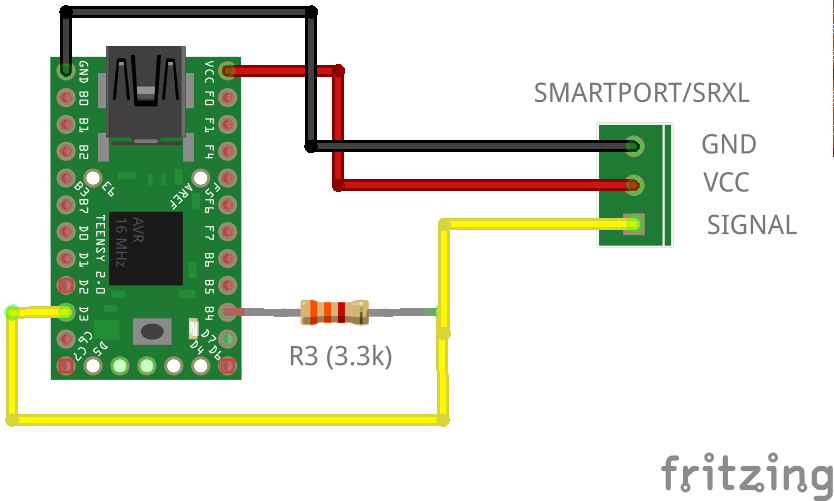 SMARTPORT/SRXL
GND
VCC
SIGNAL
GND
B0
B1
B2
B3
E6
B7
D0
D1
D2
D3
C6
C7
D5
VCC
F0
F1
F4
AREF
F5
F6
F7
B6
B5
B4
D7
D4
D6
TEENSY 2.0
AVR
16 MHz
R3 (3.3k)
fritzing